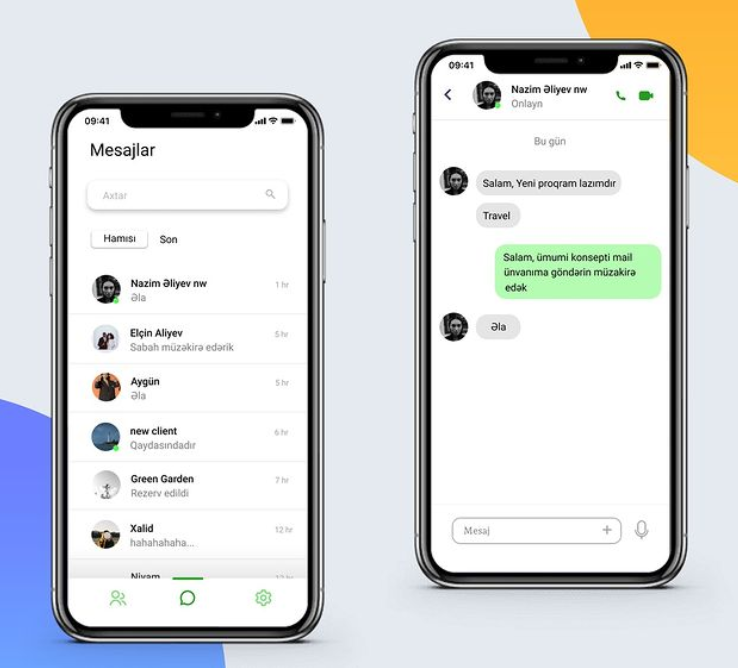 09:41
Mesajlar
Axtar
Hamısı Son
Nazim Əliyev nw 1 hr
Əla
Elçin Aliyev 5 hr
Sabah müzakirə edərik
Aygün 5 hr
Əla
new client 6 hr
Qaydasındadır
Green Garden 7 hr
Rezerv edildi
Xalid 12 hr
hahahahaha...
09:41
Nazim Əliyev nw
Onlayn
Bu gün
Salam, Yeni proqram lazımdır
Travel
Salam, ümumi konsepti mail
ünvanıma göndərin müzakirə
edək
Əla
Mesaj